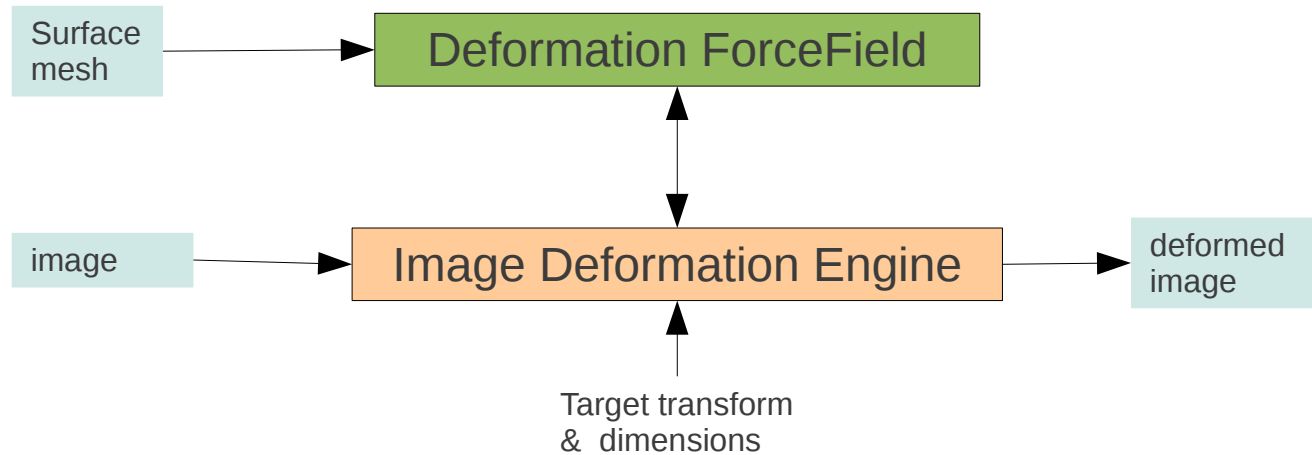 Surface
mesh
Deformation ForceField
image
Image Deformation Engine
deformed
image
Target transform
& dimensions